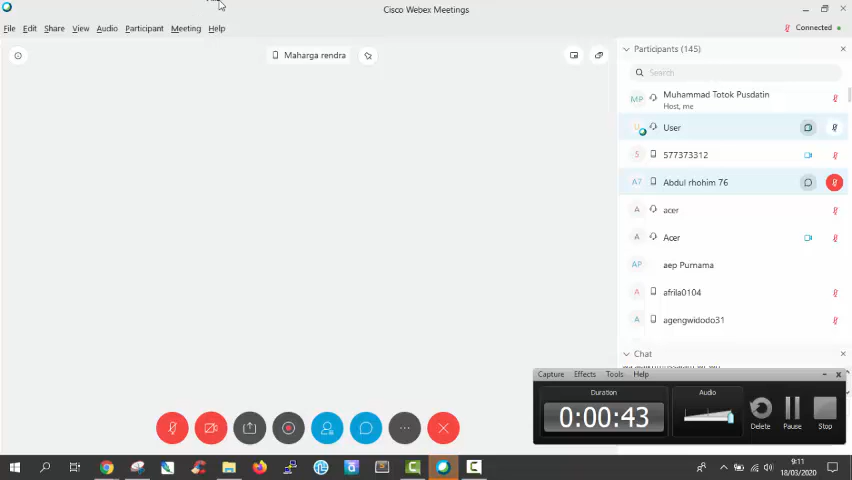 Cisco Webex Meetings
File Edit Share View Audio Participant Meeting Help
Connected
Maharga rendra
Participants (145)
Search
MP Muhammad Totok Pusdatin
Host, me
User
5 577373312
A7 Abdul rhohim 76
A acer
A Acer
AP aep Purnama
A afrila0104
A agengwidodo31
Chat
Capture Effects Tools Help
Duration
0:00:43
Audio
Delete Pause Stop
9:11
18/03/2020